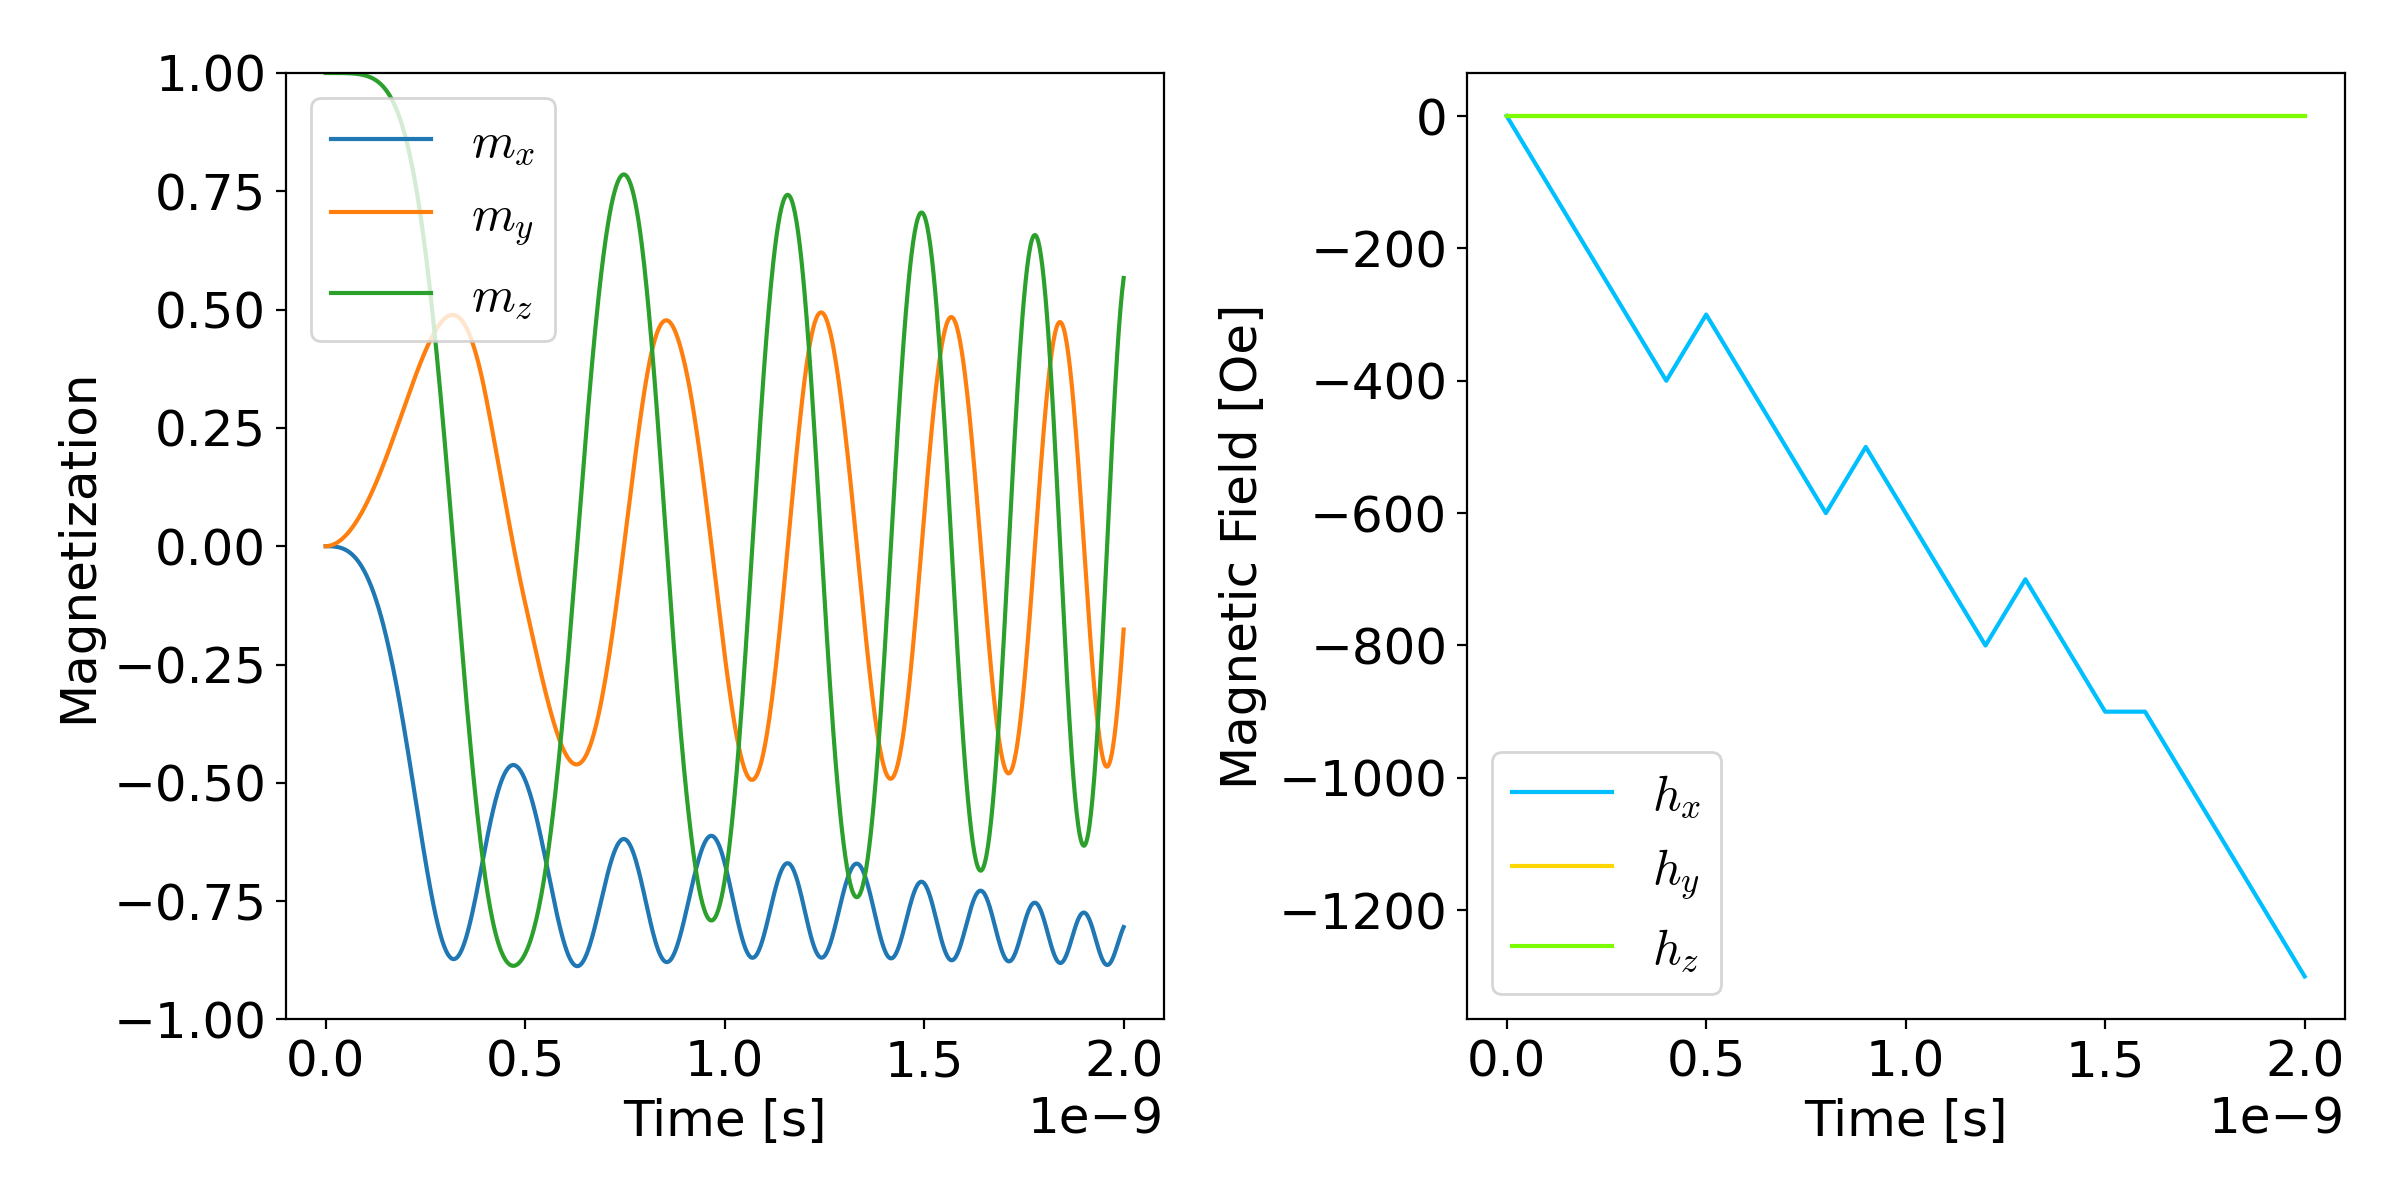 1.00
0.75
0.50
0.25
0.00
−0.25
−0.50
−0.75
−1.00
Magnetization
m_x
m_y
m_z
0.0 0.5 1.0 1.5 2.0
Time [s]
1e−9
0
−200
−400
−600
−800
−1000
−1200
Magnetic Field [Oe]
h_x
h_y
h_z
0.0 0.5 1.0 1.5 2.0
Time [s]
1e−9